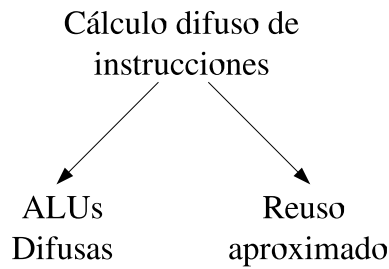 Cálculo difuso de
instrucciones
ALUs
Difusas
Reuso
aproximado